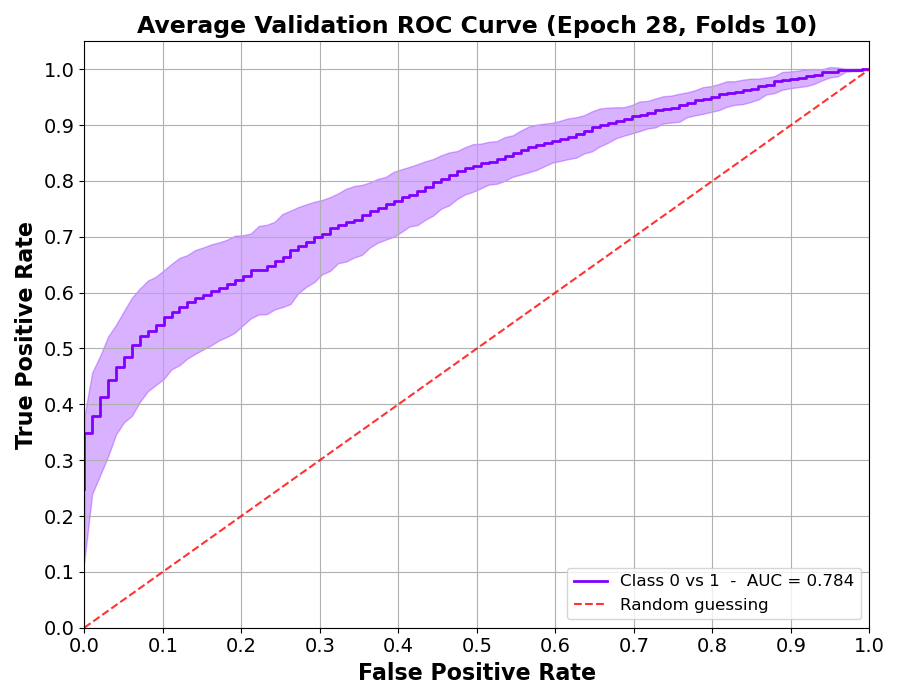 Average Validation ROC Curve (Epoch 28, Folds 10)
True Positive Rate
1.0
0.9
0.8
0.7
0.6
0.5
0.4
0.3
0.2
0.1
0.0
Class 0 vs 1 - AUC = 0.784
Random guessing
0.0 0.1 0.2 0.3 0.4 0.5 0.6 0.7 0.8 0.9 1.0
False Positive Rate